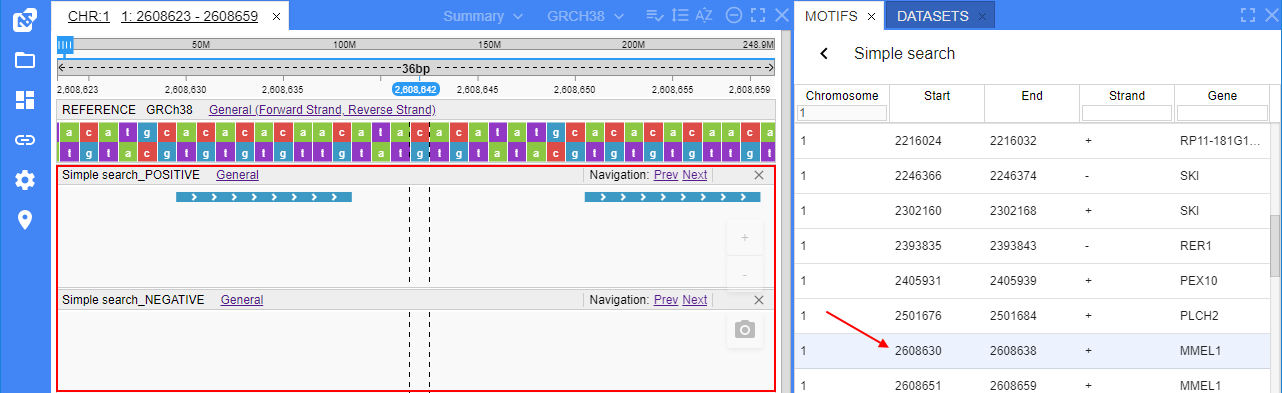 CHR:1 1: 2608623 - 2608659
Summary GRCH38
50M 100M 150M 200M 248.9M
36bp
2,608,623 2,608,630 2,608,635 2,608,642 2,608,645 2,608,650 2,608,655 2,608,659
REFERENCE GRCh38 General (Forward Strand, Reverse Strand)
a c a t g c a c a c a c a c a t a c a c a t a t g c a c a c a c a c a c a
t g t a c g t g t g t g t g t a t g t g t a t a c g t g t g t g t g t g t
Simple search_POSITIVE General Navigation: Prev Next
+
-
Simple search_NEGATIVE General Navigation: Prev Next
MOTIFS DATASETS
Simple search
Chromosome Start End Strand Gene
1
1 2216024 2216032 + RP11-181G1...
1 2246366 2246374 - SKI
1 2302160 2302168 + SKI
1 2393835 2393843 - RER1
1 2405931 2405939 + PEX10
1 2501676 2501684 + PLCH2
1 2608630 2608638 + MMEL1
1 2608651 2608659 + MMEL1